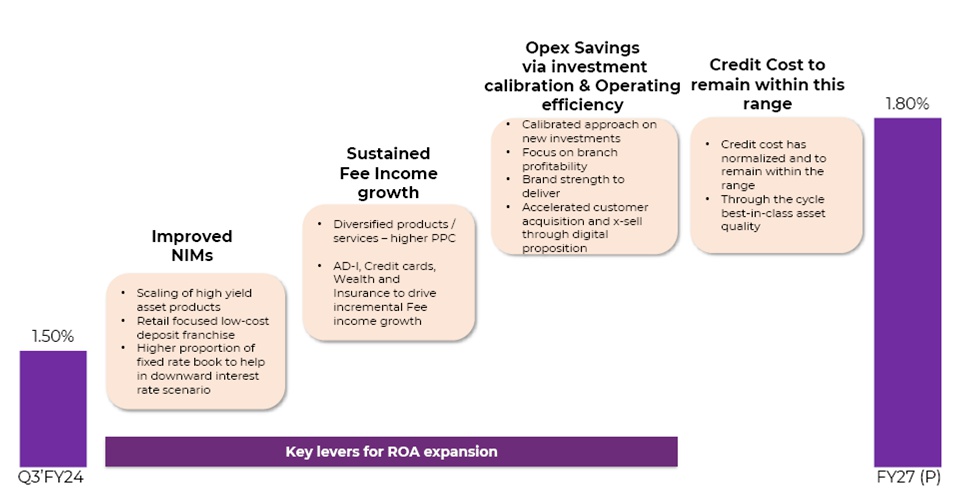 1.50%
Q3'FY24
Improved
NIMs
• Scaling of high yield
asset products
• Retail focused low-cost
deposit franchise
• Higher proportion of
fixed rate book to help
in downward interest
rate scenario
Sustained
Fee Income
growth
• Diversified products /
services – higher PPC
• AD-I, Credit cards,
Wealth and
Insurance to drive
incremental Fee
income growth
Opex Savings
via investment
calibration & Operating
efficiency
• Calibrated approach on
new investments
• Focus on branch
profitability
• Brand strength to
deliver
• Accelerated customer
acquisition and x-sell
through digital
proposition
Credit Cost to
remain within this
range
• Credit cost has
normalized and to
remain within the
range
• Through the cycle
best-in-class asset
quality
1.80%
FY27 (P)
Key levers for ROA expansion